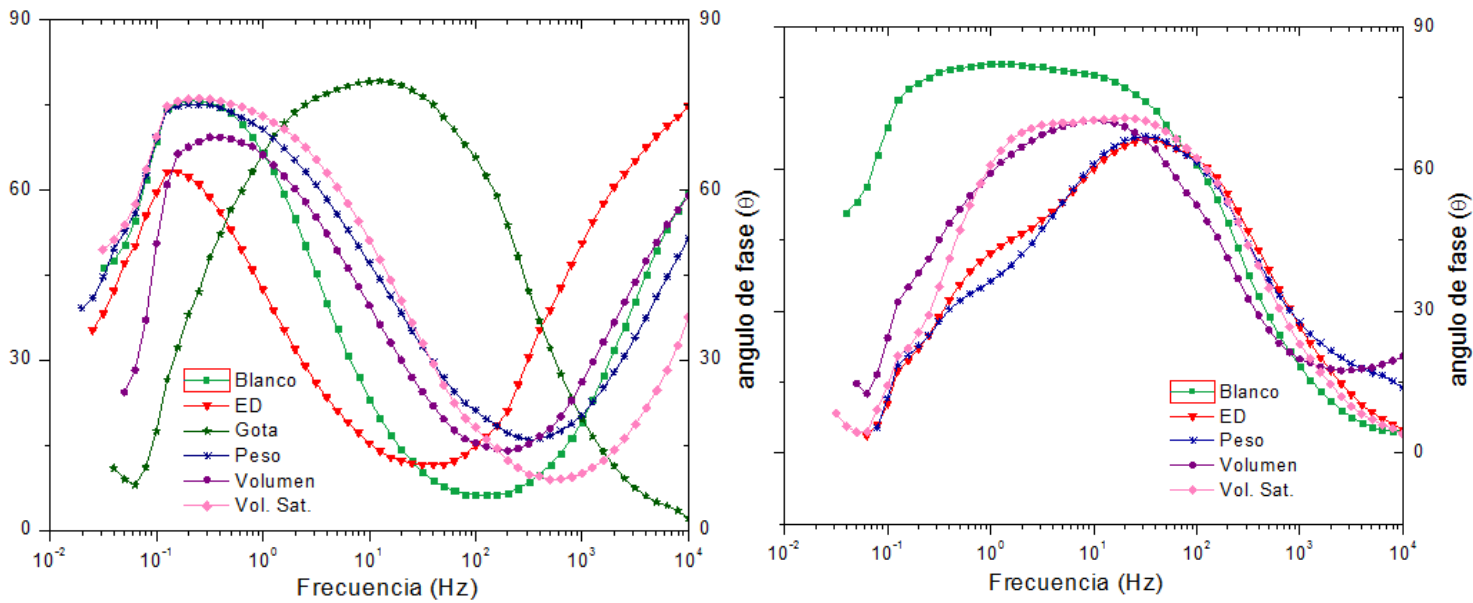 90
60
30
0
90
60
30
0
10⁻²
10⁻¹
10⁰
10¹
10²
10³
10⁴
Frecuencia (Hz)
Blanco
ED
Gota
Peso
Volumen
Vol. Sat.
angulo de fase (θ)
90
60
30
0
10⁻²
10⁻¹
10⁰
10¹
10²
10³
10⁴
Frecuencia (Hz)
angulo de fase (θ)
Blanco
ED
Peso
Volumen
Vol. Sat.